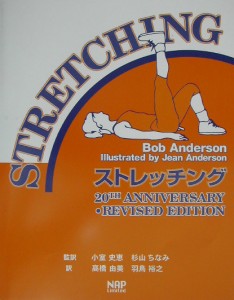 STRETCHING
Bob Anderson
Illustrated by Jean Anderson
ストレッチング
20TH ANNIVERSARY
・REVISED EDITION
監訳 小室 史恵 杉山 ちなみ
訳 高橋 由美 羽鳥 裕之
NAP